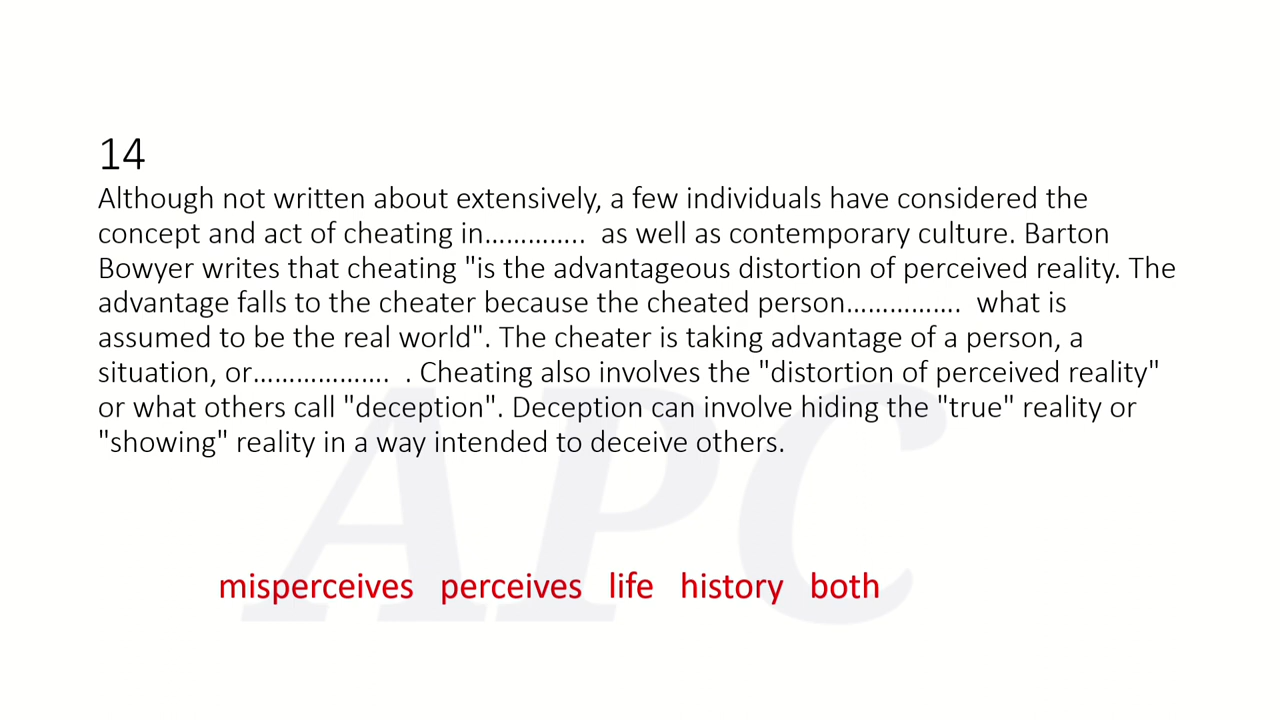 14
Although not written about extensively, a few individuals have considered the
concept and act of cheating in.............. as well as contemporary culture. Barton
Bowyer writes that cheating "is the advantageous distortion of perceived reality. The
advantage falls to the cheater because the cheated person................ what is
assumed to be the real world". The cheater is taking advantage of a person, a
situation, or................... . Cheating also involves the "distortion of perceived reality"
or what others call "deception". Deception can involve hiding the "true" reality or
"showing" reality in a way intended to deceive others.
misperceives perceives life history both
APC